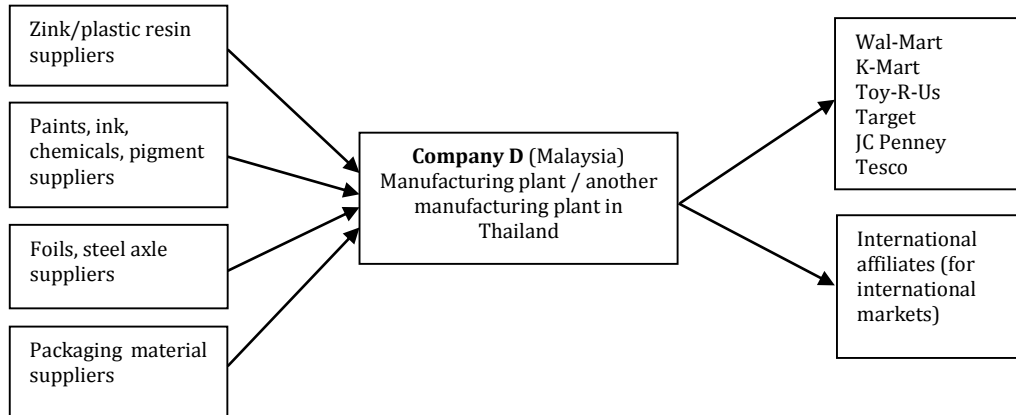 Zink/plastic resin
suppliers
Paints, ink,
chemicals, pigment
suppliers
Foils, steel axle
suppliers
Packaging material
suppliers
Company D (Malaysia)
Manufacturing plant / another
manufacturing plant in
Thailand
Wal-Mart
K-Mart
Toy-R-Us
Target
JC Penney
Tesco
International
affiliates (for
international
markets)